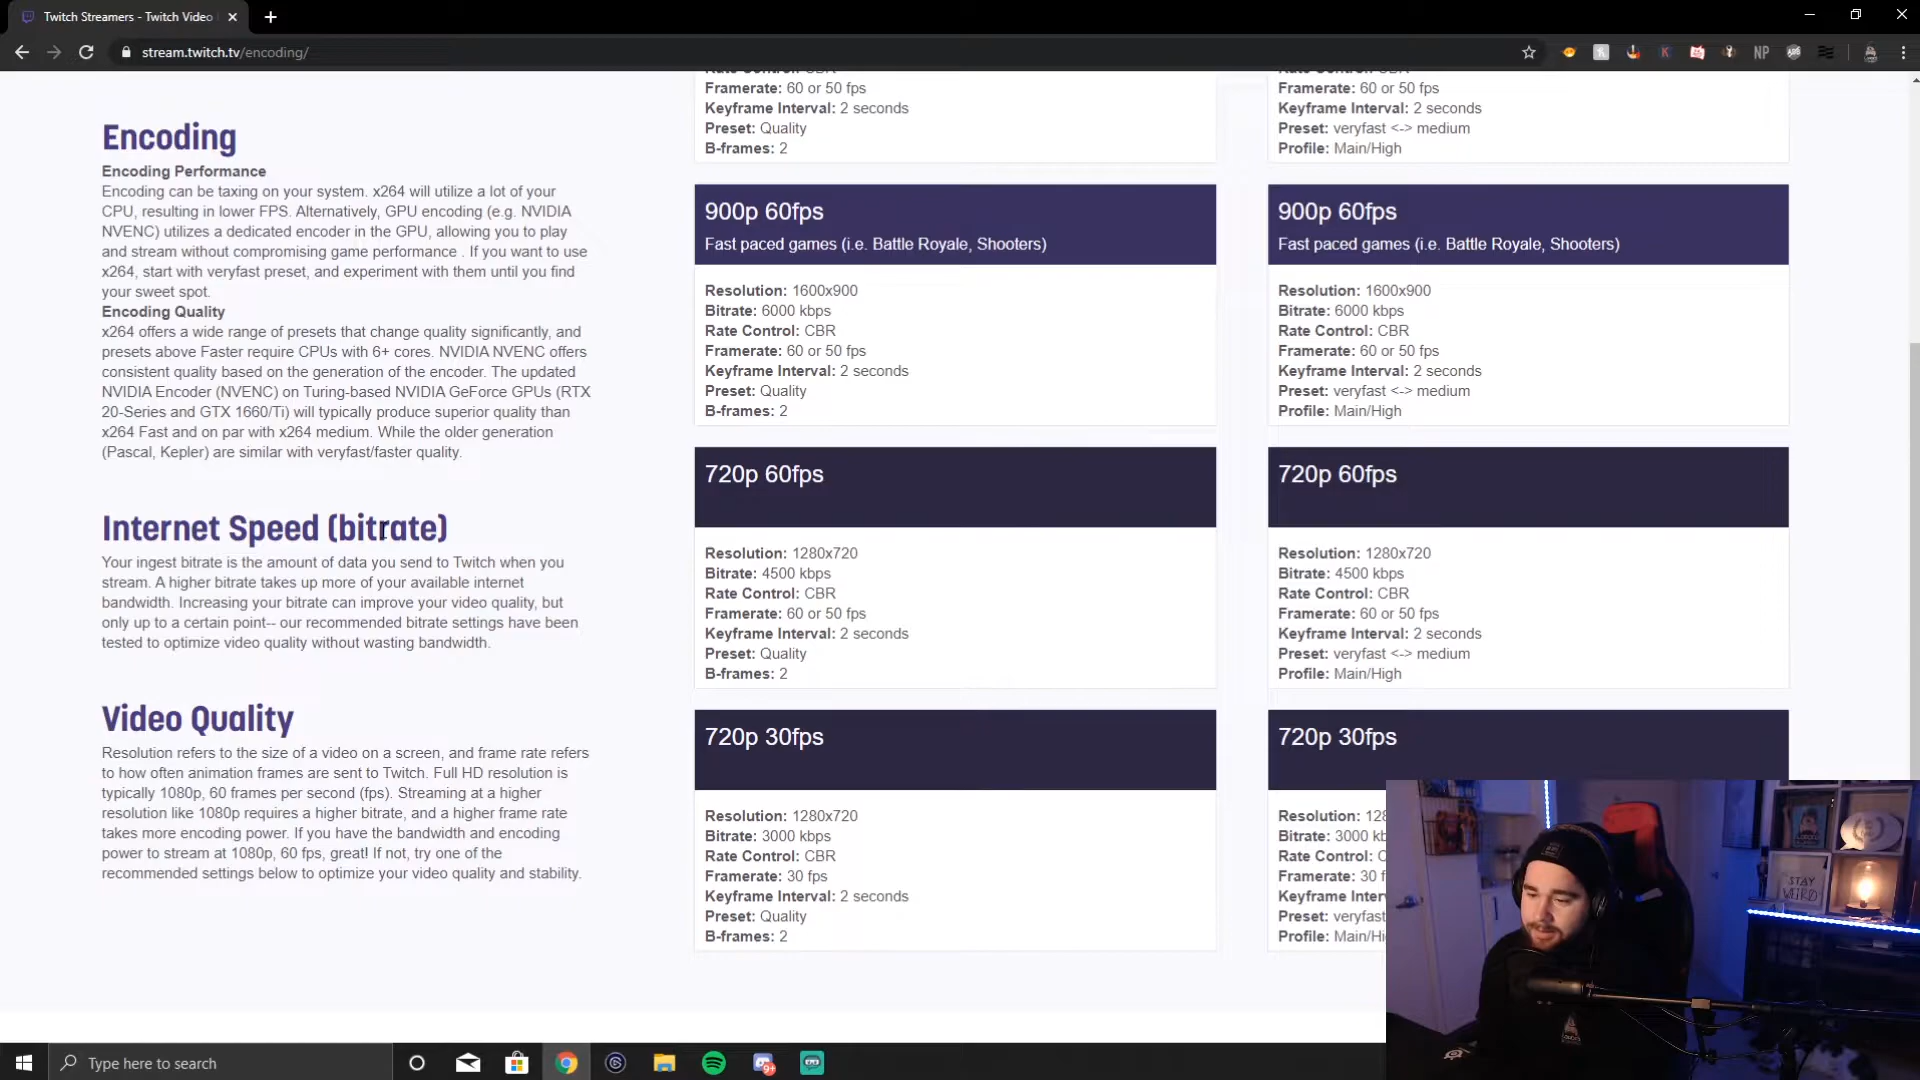 Twitch Streamers - Twitch Video
stream.twitch.tv/encoding/
NP
Encoding
Encoding Performance
Encoding can be taxing on your system. x264 will utilize a lot of your
CPU, resulting in lower FPS. Alternatively, GPU encoding (e.g. NVIDIA
NVENC) utilizes a dedicated encoder in the GPU, allowing you to play
and stream without compromising game performance . If you want to use
x264, start with veryfast preset, and experiment with them until you find
your sweet spot.
Encoding Quality
x264 offers a wide range of presets that change quality significantly, and
presets above Faster require CPUs with 6+ cores. NVIDIA NVENC offers
consistent quality based on the generation of the encoder. The updated
NVIDIA Encoder (NVENC) on Turing-based NVIDIA GeForce GPUs (RTX
20-Series and GTX 1660/Ti) will typically produce superior quality than
x264 Fast and on par with x264 medium. While the older generation
(Pascal, Kepler) are similar with veryfast/faster quality.
Internet Speed (bitrate)
Your ingest bitrate is the amount of data you send to Twitch when you
stream. A higher bitrate takes up more of your available internet
bandwidth. Increasing your bitrate can improve your video quality, but
only up to a certain point-- our recommended bitrate settings have been
tested to optimize video quality without wasting bandwidth.
Video Quality
Resolution refers to the size of a video on a screen, and frame rate refers
to how often animation frames are sent to Twitch. Full HD resolution is
typically 1080p, 60 frames per second (fps). Streaming at a higher
resolution like 1080p requires a higher bitrate, and a higher frame rate
takes more encoding power. If you have the bandwidth and encoding
power to stream at 1080p, 60 fps, great! If not, try one of the
recommended settings below to optimize your video quality and stability.
Rate Control: CBR
Framerate: 60 or 50 fps
Keyframe Interval: 2 seconds
Preset: Quality
B-frames: 2
900p 60fps
Fast paced games (i.e. Battle Royale, Shooters)
Resolution: 1600x900
Bitrate: 6000 kbps
Rate Control: CBR
Framerate: 60 or 50 fps
Keyframe Interval: 2 seconds
Preset: Quality
B-frames: 2
720p 60fps
Resolution: 1280x720
Bitrate: 4500 kbps
Rate Control: CBR
Framerate: 60 or 50 fps
Keyframe Interval: 2 seconds
Preset: Quality
B-frames: 2
720p 30fps
Resolution: 1280x720
Bitrate: 3000 kbps
Rate Control: CBR
Framerate: 30 fps
Keyframe Interval: 2 seconds
Preset: Quality
B-frames: 2
Rate Control: CBR
Framerate: 60 or 50 fps
Keyframe Interval: 2 seconds
Preset: veryfast <-> medium
Profile: Main/High
900p 60fps
Fast paced games (i.e. Battle Royale, Shooters)
Resolution: 1600x900
Bitrate: 6000 kbps
Rate Control: CBR
Framerate: 60 or 50 fps
Keyframe Interval: 2 seconds
Preset: veryfast <-> medium
Profile: Main/High
720p 60fps
Resolution: 1280x720
Bitrate: 4500 kbps
Rate Control: CBR
Framerate: 60 or 50 fps
Keyframe Interval: 2 seconds
Preset: veryfast <-> medium
Profile: Main/High
720p 30fps
Resolution: 128
Bitrate: 3000 kb
Rate Control: C
Framerate: 30 f
Keyframe Inter
Preset: veryfast
Profile: Main/Hi
STAY
WEIRD
Type here to search
9+